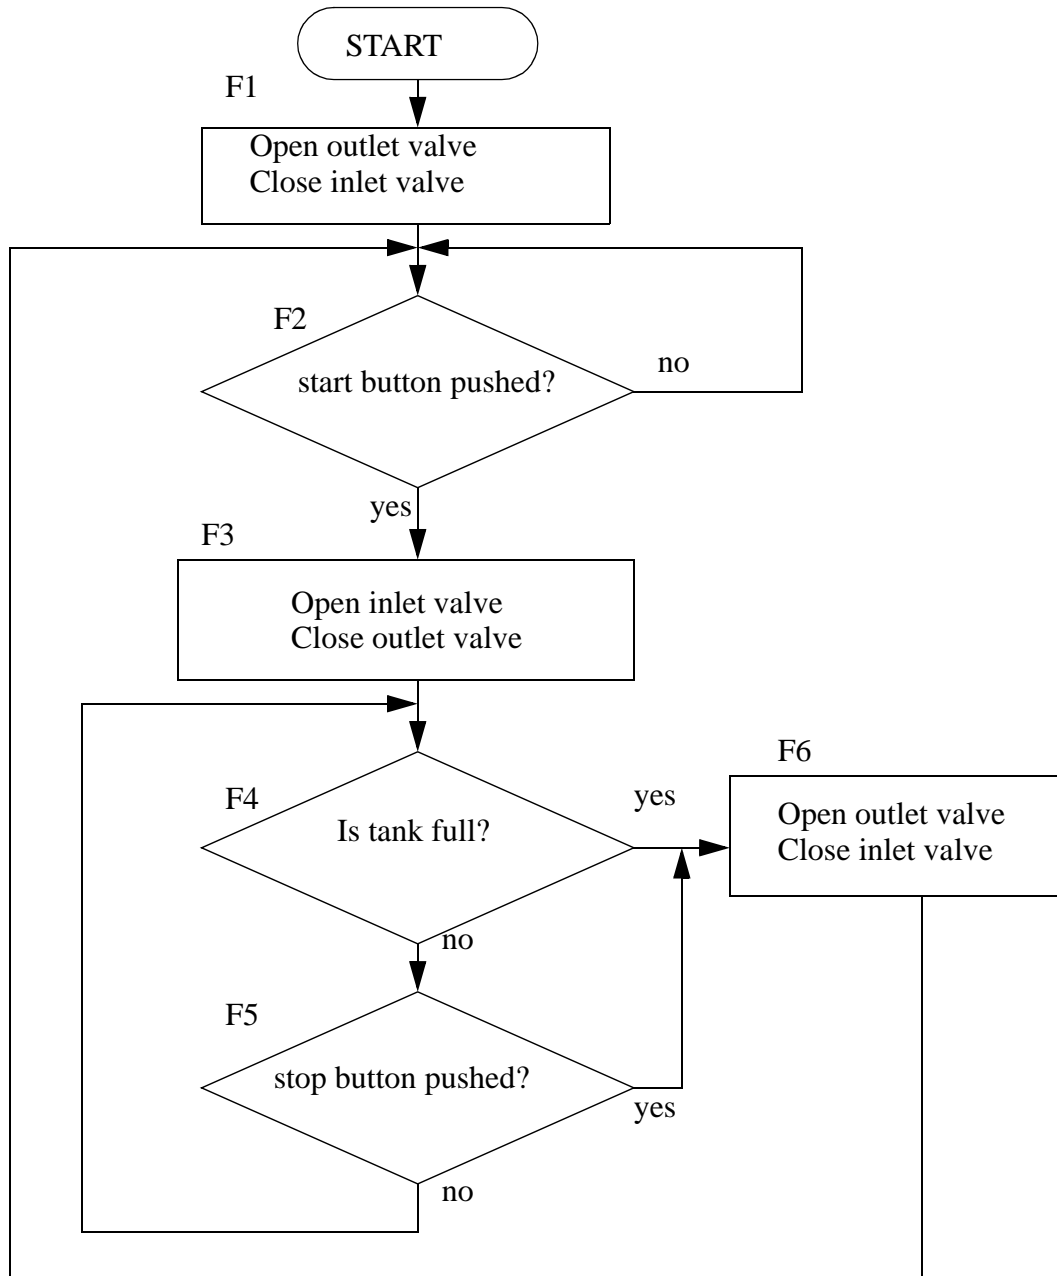 START
F1
Open outlet valve
Close inlet valve
F2
start button pushed?
no
yes
F3
Open inlet valve
Close outlet valve
F6
F4
Is tank full?
yes
Open outlet valve
Close inlet valve
no
F5
stop button pushed?
yes
no